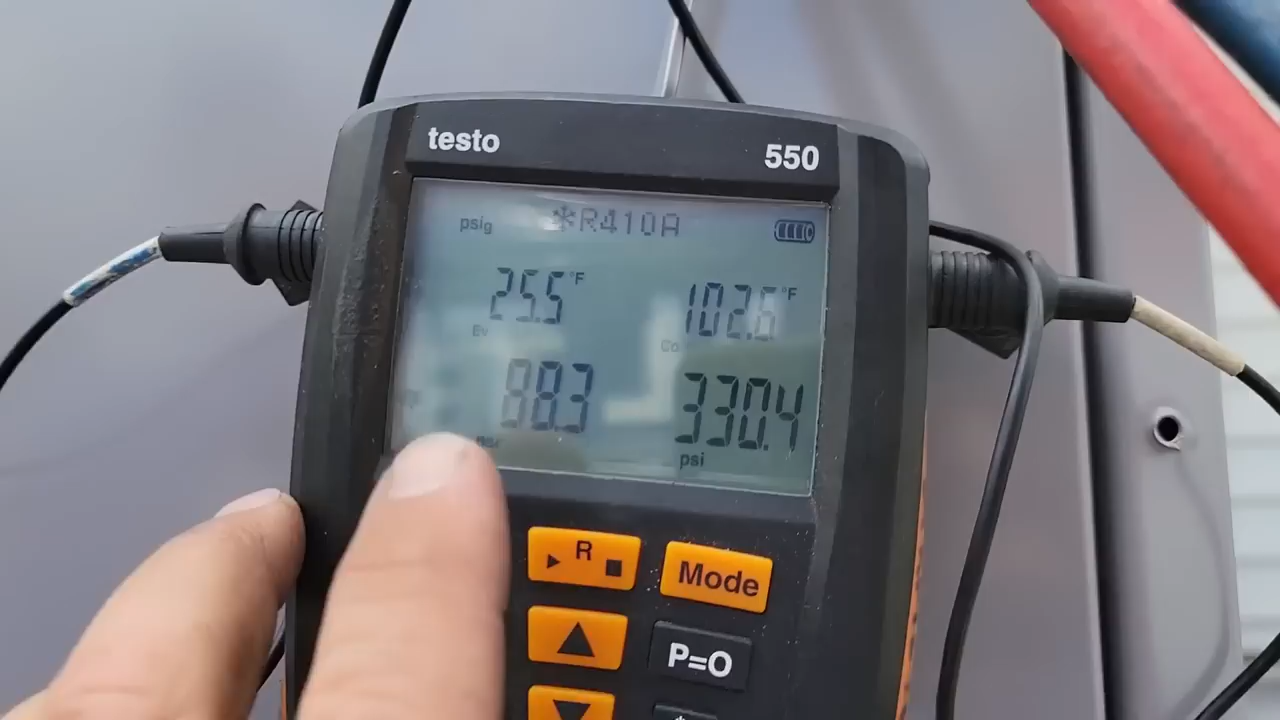 testo 550
psig *R410A
25.5°F 102.6°F
Ev Co
88.3 330.4
psi
R Mode
P=O